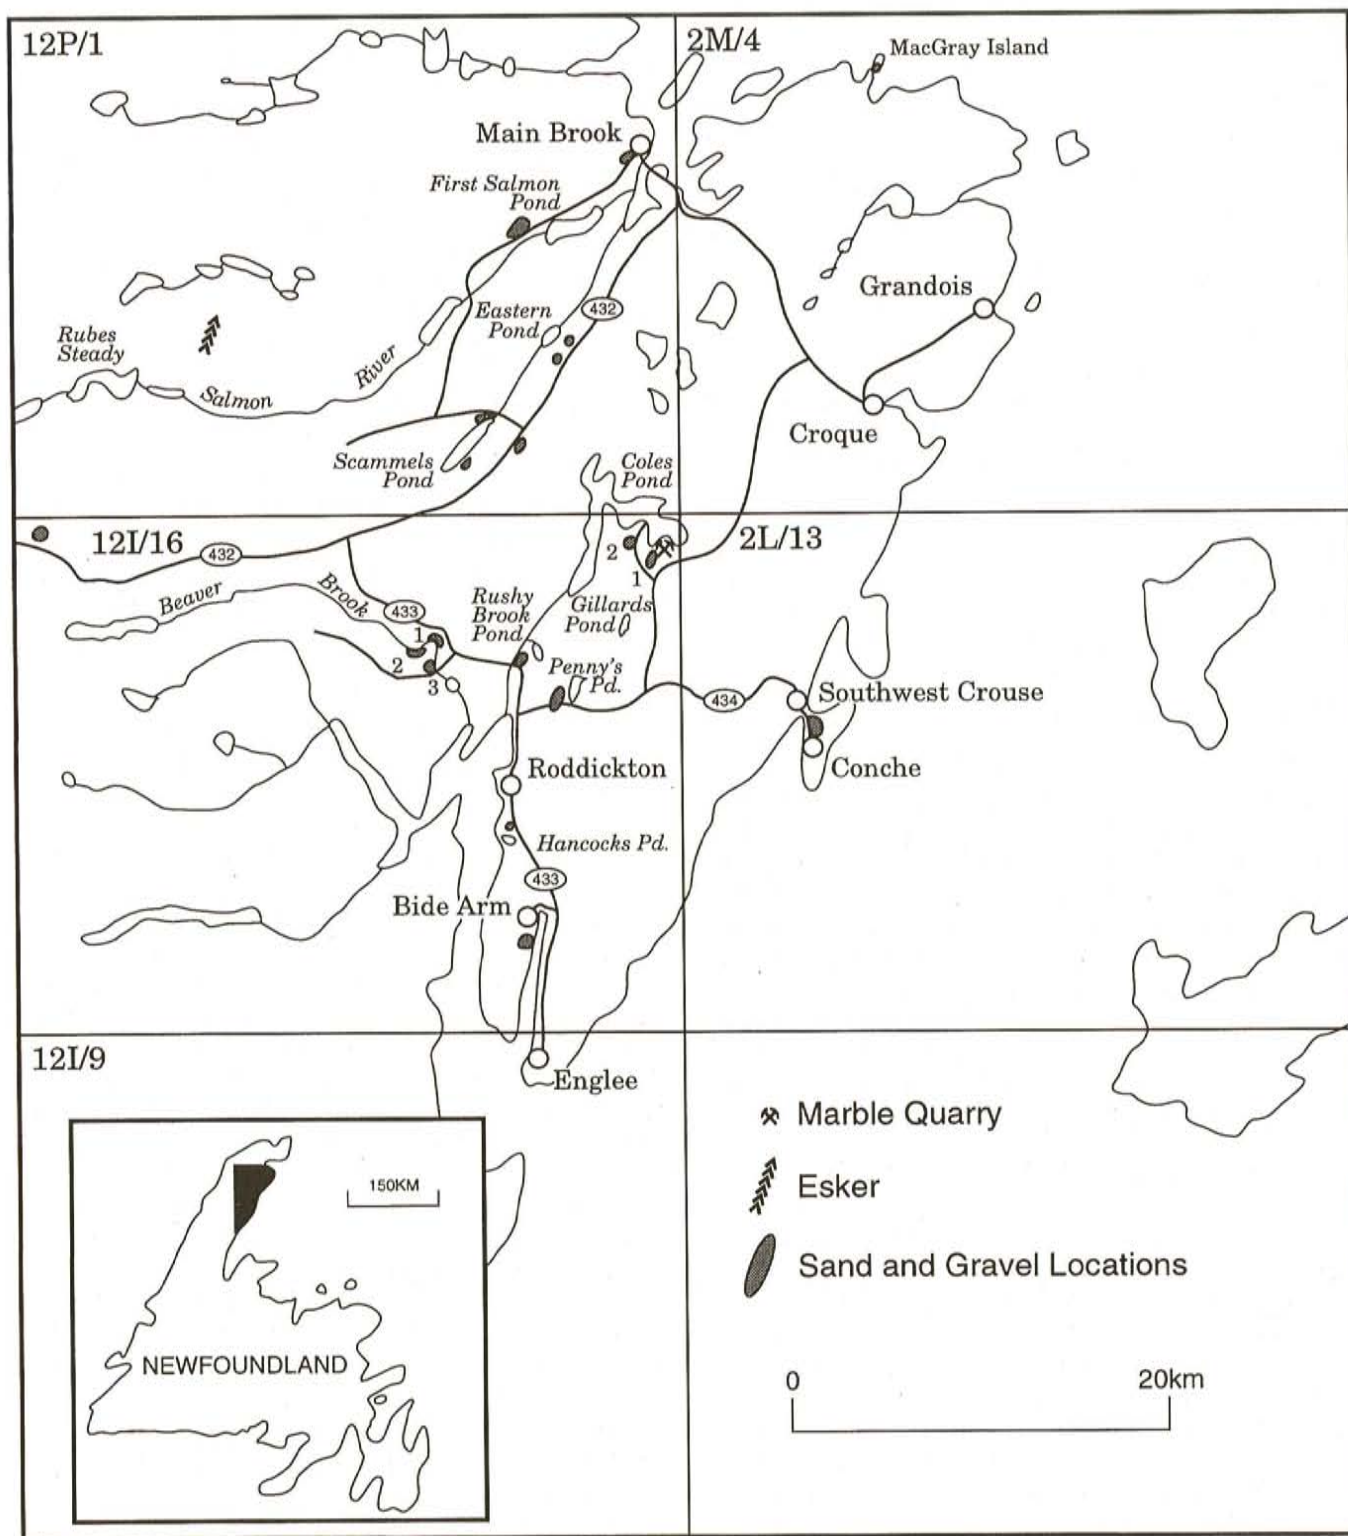 12P/1
2M/4
MacGray Island
Main Brook
First Salmon
Pond
Grandois
Eastern
Pond
432
Rubes
Steady
River
Salmon
Croque
Scammels
Pond
Coles
Pond
12I/16
432
2
2L/13
1
Beaver
Brook
433
Rushy
Brook
Pond
Gillards
Pond
1
2
3
Penny's
Pd.
434
Southwest Crouse
Roddickton
Conche
Hancocks Pd.
433
Bide Arm
12I/9
Englee
Marble Quarry
150KM
Esker
Sand and Gravel Locations
NEWFOUNDLAND
0
20km